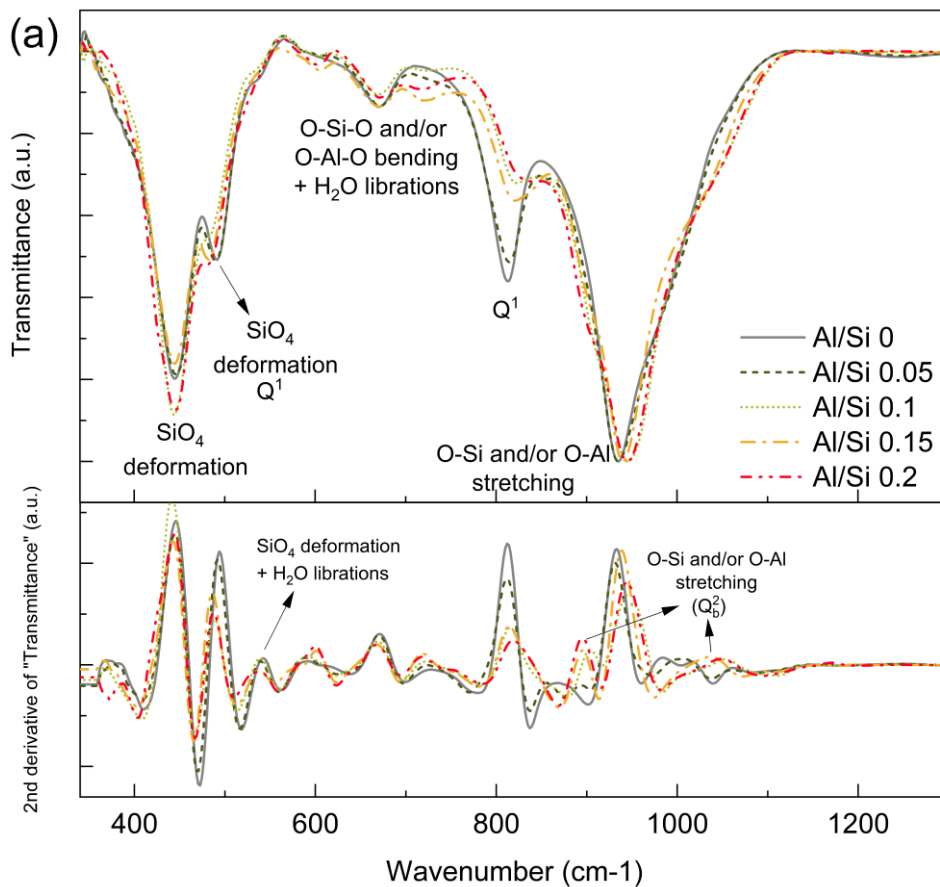 (a)
Transmittance (a.u.)
O-Si-O and/or
O-Al-O bending
+ H₂O librations
SiO₄
deformation
Q¹
Q¹
SiO₄
deformation
O-Si and/or O-Al
stretching
Al/Si 0
Al/Si 0.05
Al/Si 0.1
Al/Si 0.15
Al/Si 0.2
2nd derivative of "Transmittance" (a.u.)
SiO₄ deformation
+ H₂O librations
O-Si and/or O-Al
stretching
(Q²b)
400 600 800 1000 1200
Wavenumber (cm-1)